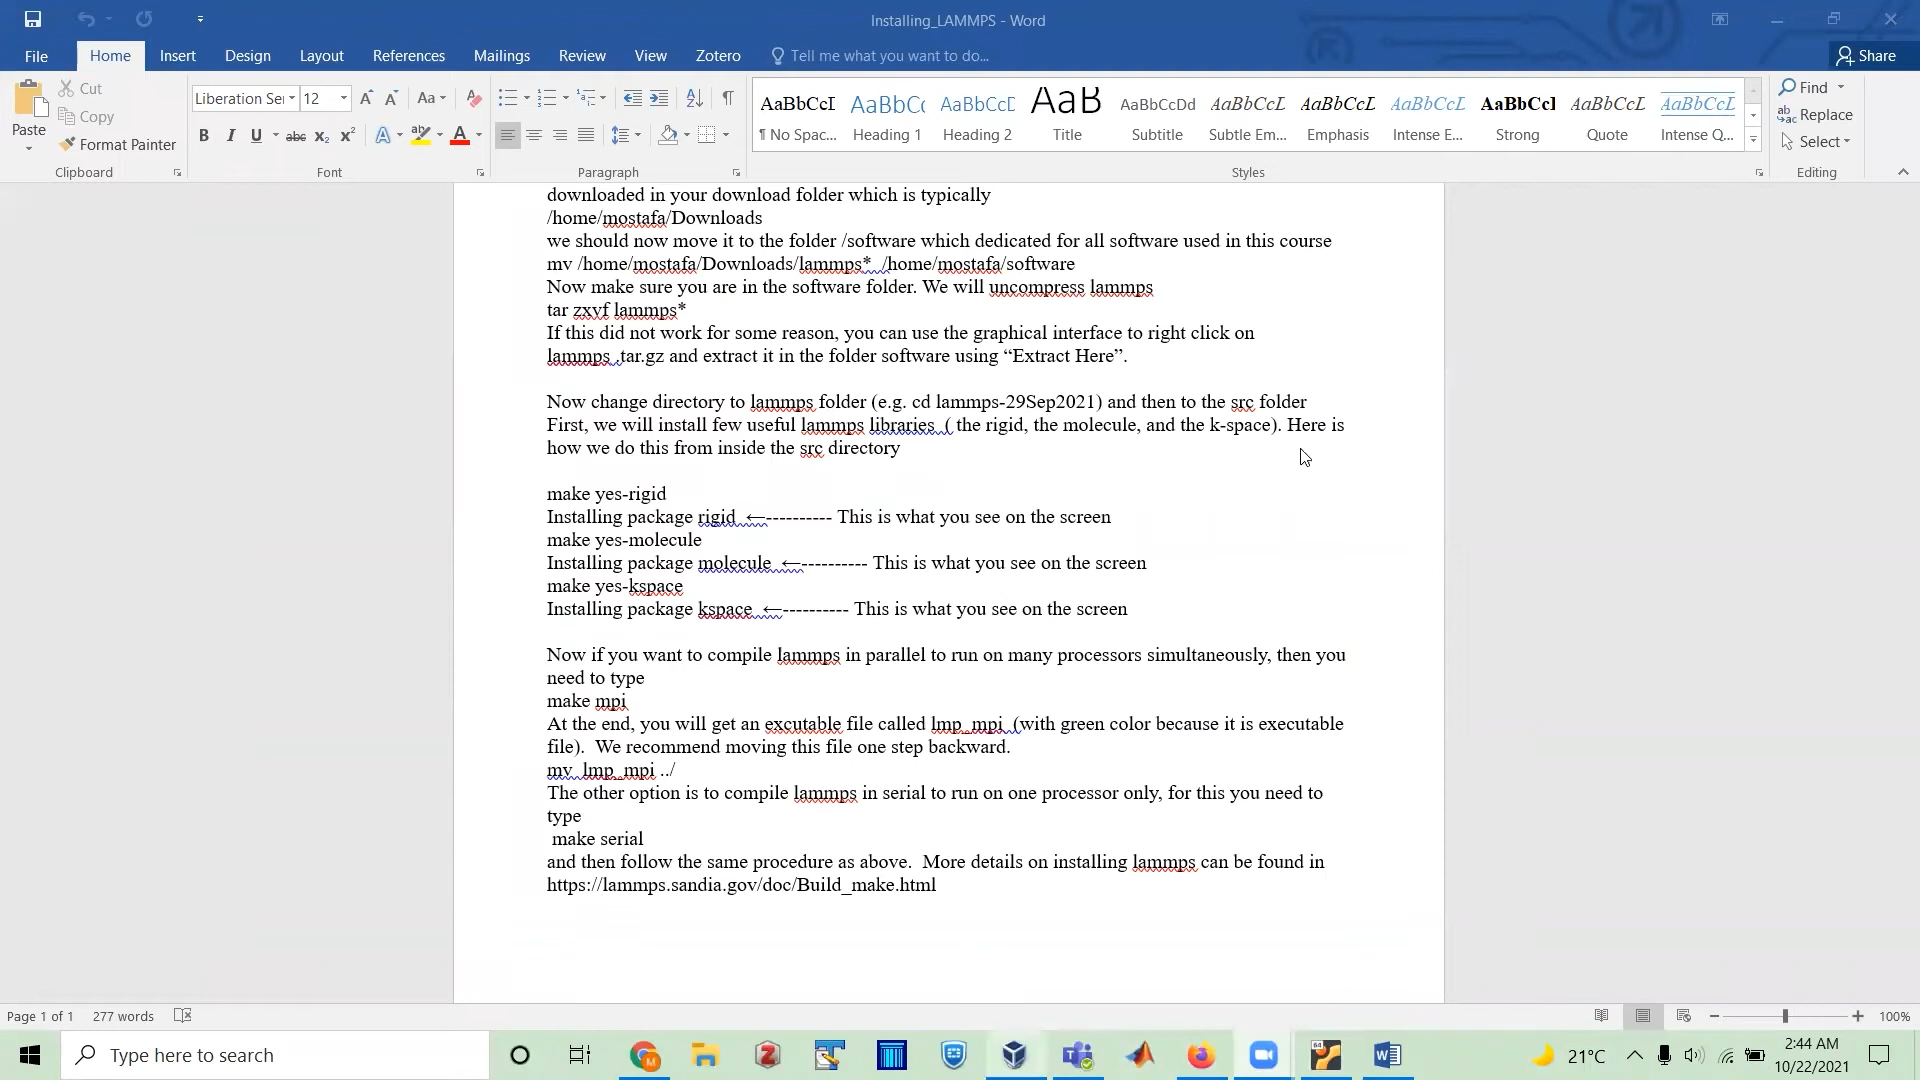 Installing_LAMMPS - Word
File Home Insert Design Layout References Mailings Review View Zotero Tell me what you want to do... Share
Paste
Cut
Copy
Format Painter
Clipboard
Liberation Se 12
Font
Paragraph
AaBbCcI AaBbC AaBbCcD AaB AaBbCcDd AaBbCcL AaBbCcL AaBbCcL AaBbCcI AaBbCcL AaBbCcL
¶ No Spac... Heading 1 Heading 2 Title Subtitle Subtle Em... Emphasis Intense E... Strong Quote Intense Q...
Styles
Find
Replace
Select
Editing
downloaded in your download folder which is typically
/home/mostafa/Downloads
we should now move it to the folder /software which dedicated for all software used in this course
mv /home/mostafa/Downloads/lammps* /home/mostafa/software
Now make sure you are in the software folder. We will uncompress lammps
tar zxvf lammps*
If this did not work for some reason, you can use the graphical interface to right click on
lammps .tar.gz and extract it in the folder software using “Extract Here”.
Now change directory to lammps folder (e.g. cd lammps-29Sep2021) and then to the src folder
First, we will install few useful lammps libraries ( the rigid, the molecule, and the k-space). Here is
how we do this from inside the src directory
make yes-rigid
Installing package rigid ←---------- This is what you see on the screen
make yes-molecule
Installing package molecule ←---------- This is what you see on the screen
make yes-kspace
Installing package kspace ←---------- This is what you see on the screen
Now if you want to compile lammps in parallel to run on many processors simultaneously, then you
need to type
make mpi
At the end, you will get an excutable file called lmp_mpi (with green color because it is executable
file). We recommend moving this file one step backward.
mv lmp_mpi ../
The other option is to compile lammps in serial to run on one processor only, for this you need to
type
make serial
and then follow the same procedure as above. More details on installing lammps can be found in
https://lammps.sandia.gov/doc/Build_make.html
Page 1 of 1 277 words 100%
Type here to search
21°C
2:44 AM
10/22/2021